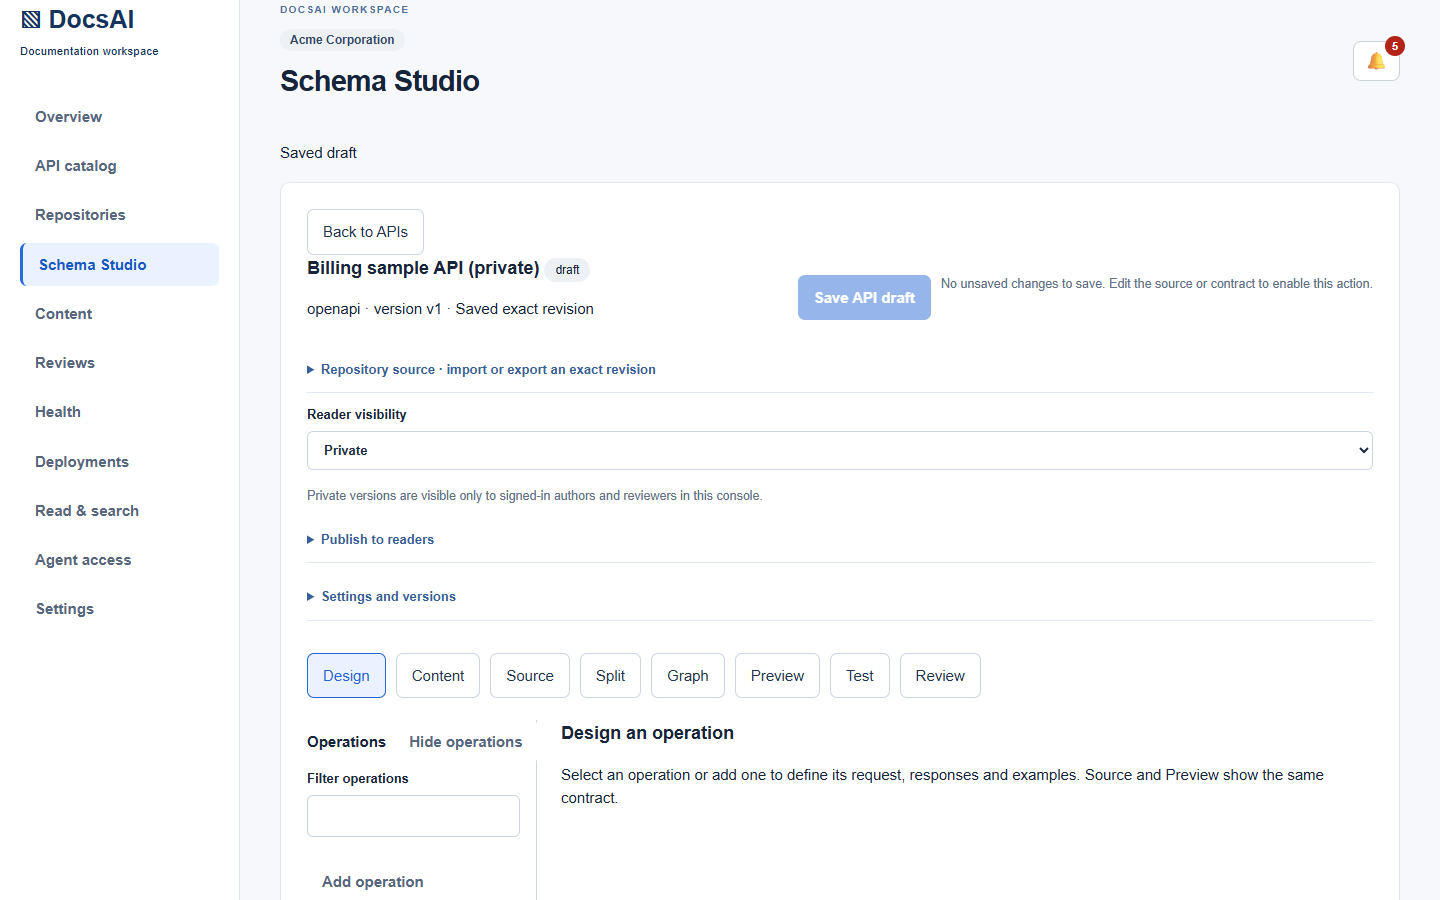 DocsAI
Documentation workspace
Overview
API catalog
Repositories
Schema Studio
Content
Reviews
Health
Deployments
Read & search
Agent access
Settings
DOCSAI WORKSPACE
Acme Corporation
Schema Studio
5
Saved draft
Back to APIs
Billing sample API (private) draft
openapi · version v1 · Saved exact revision
Save API draft
No unsaved changes to save. Edit the source or contract to enable this action.
Repository source · import or export an exact revision
Reader visibility
Private
Private versions are visible only to signed-in authors and reviewers in this console.
Publish to readers
Settings and versions
Design Content Source Split Graph Preview Test Review
Operations Hide operations
Filter operations
Add operation
Design an operation
Select an operation or add one to define its request, responses and examples. Source and Preview show the same
contract.